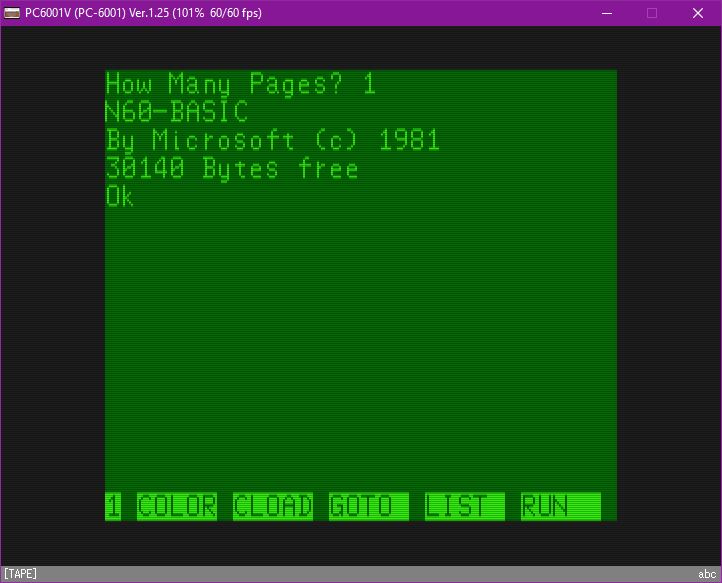 PC6001V (PC-6001) Ver.1.25 (101% 60/60 fps)
How Many Pages? 1
N60-BASIC
By Microsoft (c) 1981
30140 Bytes free
Ok
1 COLOR CLOAD GOTO LIST RUN
[TAPE] abc